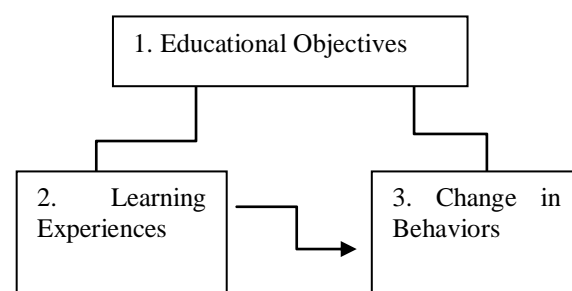 1. Educational Objectives
2. Learning
Experiences
3. Change in
Behaviors